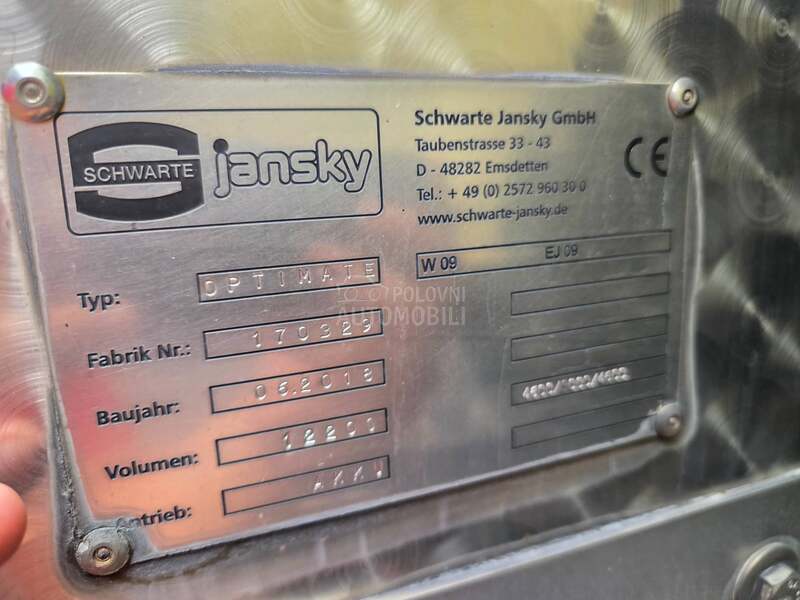 SCHWARTE
jansky
Schwarte Jansky GmbH
Taubenstrasse 33 - 43
D - 48282 Emsdetten
Tel.: + 49 (0) 2572 960 30 0
www.schwarte-jansky.de
CE
W 09 EJ 09
Typ: OPTIMATE
Fabrik Nr.: 170329
Baujahr: 05.2018
Volumen: 12200
Antrieb: AKKU
POLOVNI
AUTOMOBILI